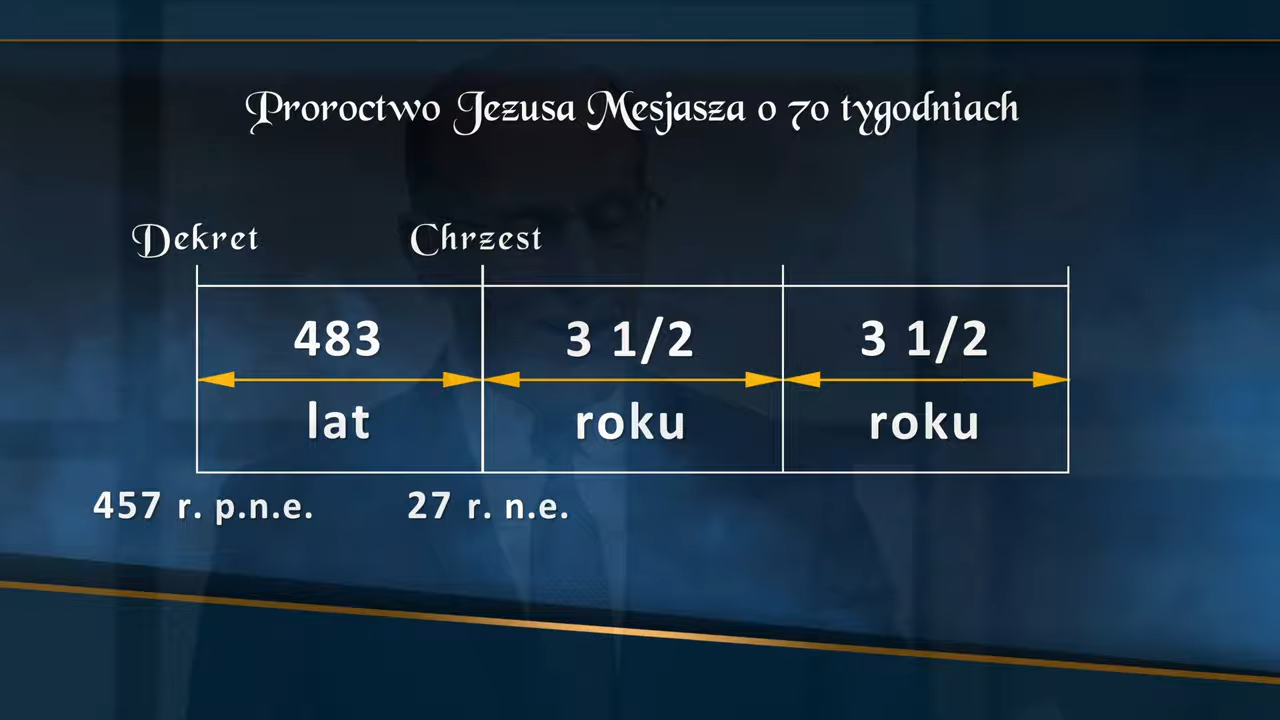 Proroctwo Jezusa Mesjasza o 70 tygodniach
Dekret Chrzest
483 3 1/2 3 1/2
lat roku roku
457 r. p.n.e. 27 r. n.e.